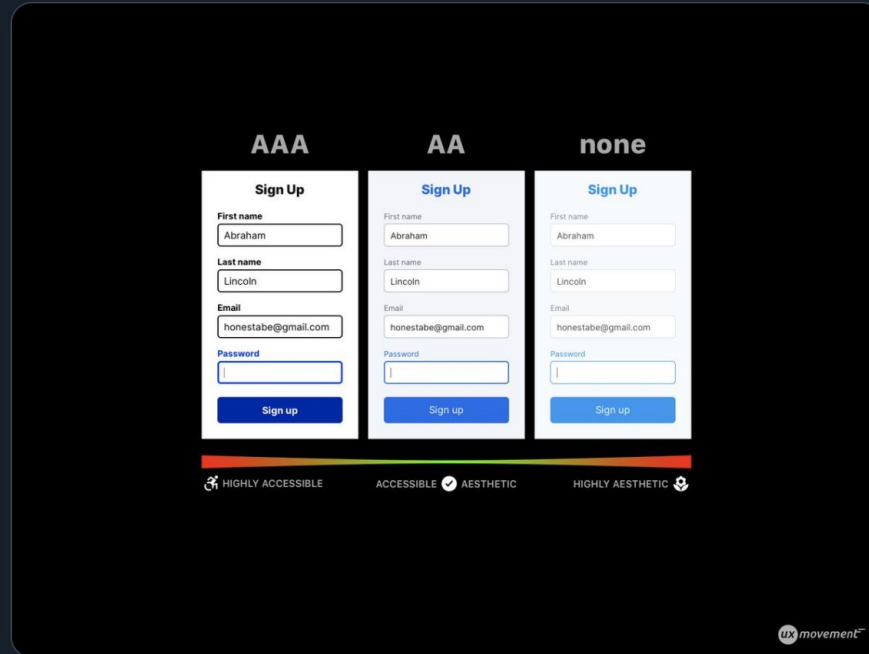 AAA
AA
none
Sign Up
First name
Abraham
Last name
Lincoln
Email
honestabe@gmail.com
Password
Sign up
Sign Up
First name
Abraham
Last name
Lincoln
Email
honestabe@gmail.com
Password
Sign up
Sign Up
First name
Abraham
Last name
Lincoln
Email
honestabe@gmail.com
Password
Sign up
HIGHLY ACCESSIBLE
ACCESSIBLE AESTHETIC
HIGHLY AESTHETIC
ux movement